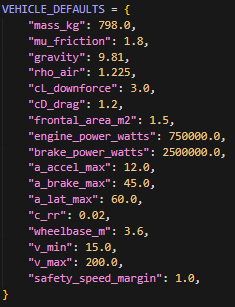 VEHICLE_DEFAULTS = {
    "mass_kg": 798.0,
    "mu_friction": 1.8,
    "gravity": 9.81,
    "rho_air": 1.225,
    "cL_downforce": 3.0,
    "cD_drag": 1.2,
    "frontal_area_m2": 1.5,
    "engine_power_watts": 750000.0,
    "brake_power_watts": 2500000.0,
    "a_accel_max": 12.0,
    "a_brake_max": 45.0,
    "a_lat_max": 60.0,
    "c_rr": 0.02,
    "wheelbase_m": 3.6,
    "v_min": 15.0,
    "v_max": 200.0,
    "safety_speed_margin": 1.0,
}